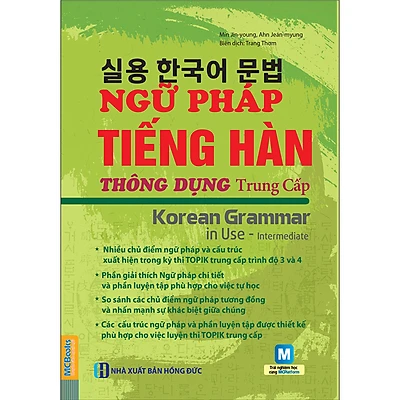 Min Jin-young, Ahn Jean-myung
Biên dịch: Trang Thơm
실용 한국어 문법
NGỮ PHÁP
TIẾNG HÀN
THÔNG DỤNG Trung Cấp
Korean Grammar
in Use - Intermediate
• Nhiều chủ điểm ngữ pháp và cấu trúc
xuất hiện trong kỳ thi TOPIK trung cấp trình độ 3 và 4
• Phần giải thích Ngữ pháp chi tiết
và phần luyện tập phù hợp cho việc tự học
• So sánh các chủ điểm ngữ pháp tương đồng
và nhấn mạnh sự khác biệt giữa chúng
• Các cấu trúc ngữ pháp và phần luyện tập được thiết kế
phù hợp cho việc luyện thi TOPIK trung cấp
MCBooks
NHÀ XUẤT BẢN HỒNG ĐỨC
M
Trải nghiệm học
cùng MCPlatform